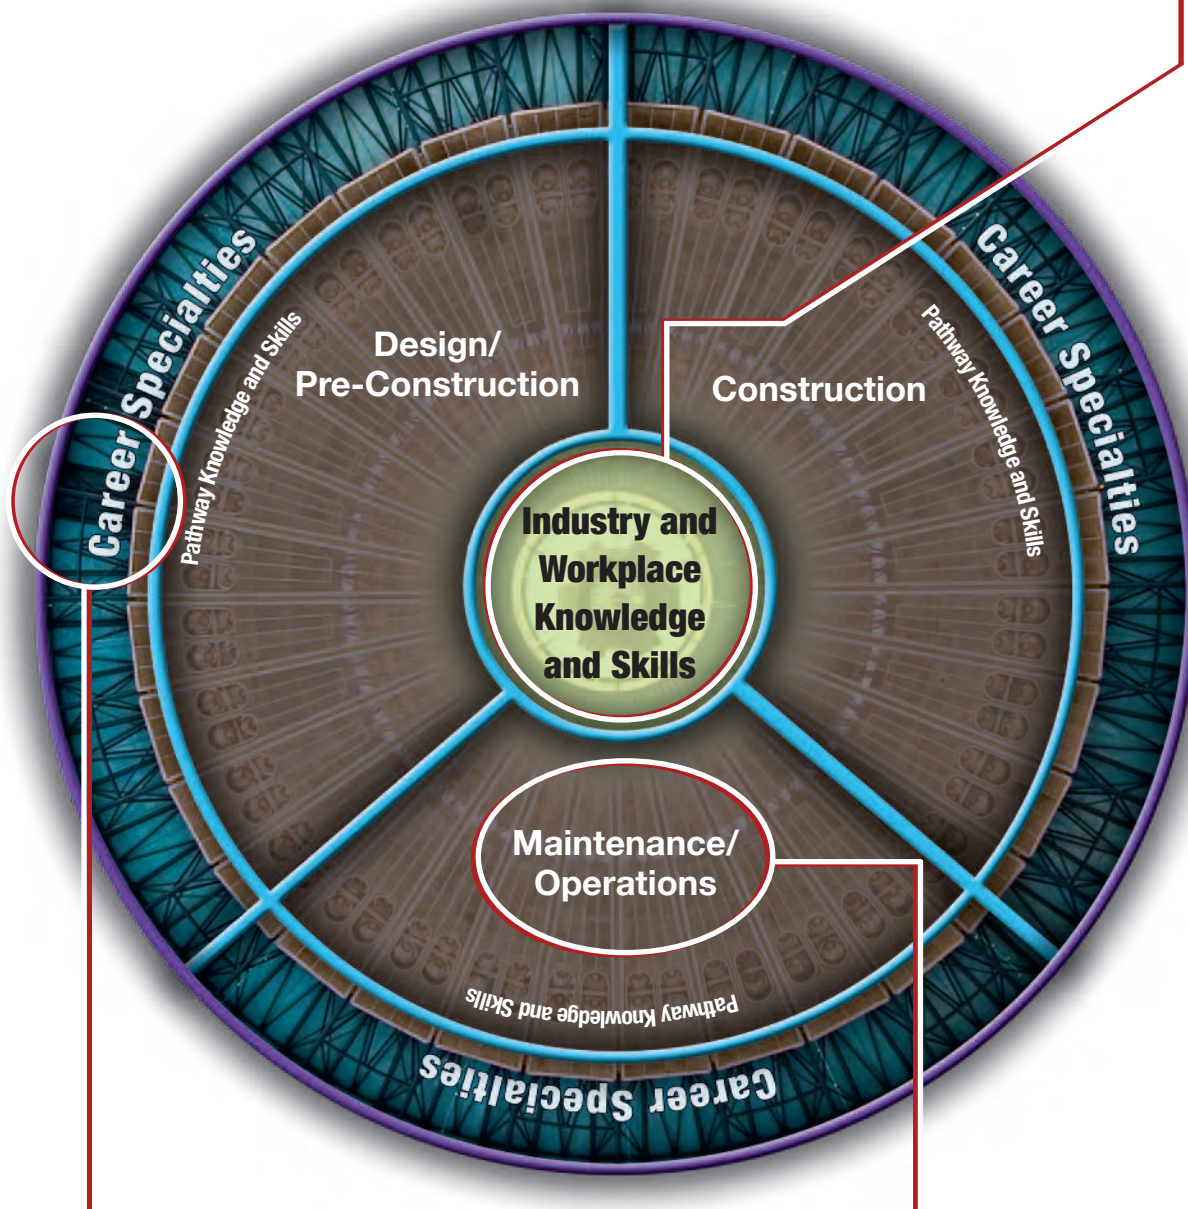 Career Specialties
Career Specialties
Pathway Knowledge and Skills
Pathway Knowledge and Skills
Design/
Pre-Construction
Construction
Industry and
Workplace
Knowledge
and Skills
Maintenance/
Operations
Pathway Knowledge and Skills
Career Specialties